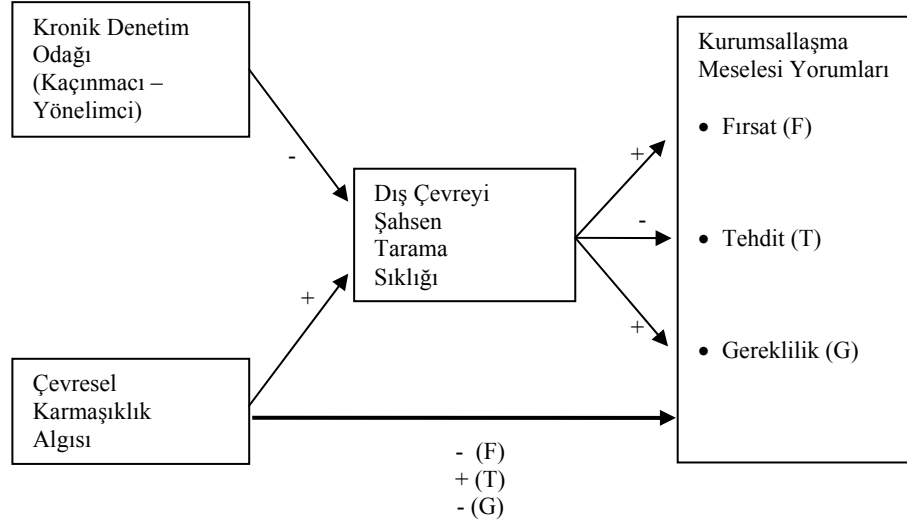 Kronik Denetim
Odağı
(Kaçınmacı –
Yönelimci)
-
Çevresel
Karmaşıklık
Algısı
+
Dış Çevreyi
Şahsen
Tarama
Sıklığı
+
-
+
Kurumsallaşma
Meselesi Yorumları
• Fırsat (F)
• Tehdit (T)
• Gereklilik (G)
- (F)
+ (T)
- (G)